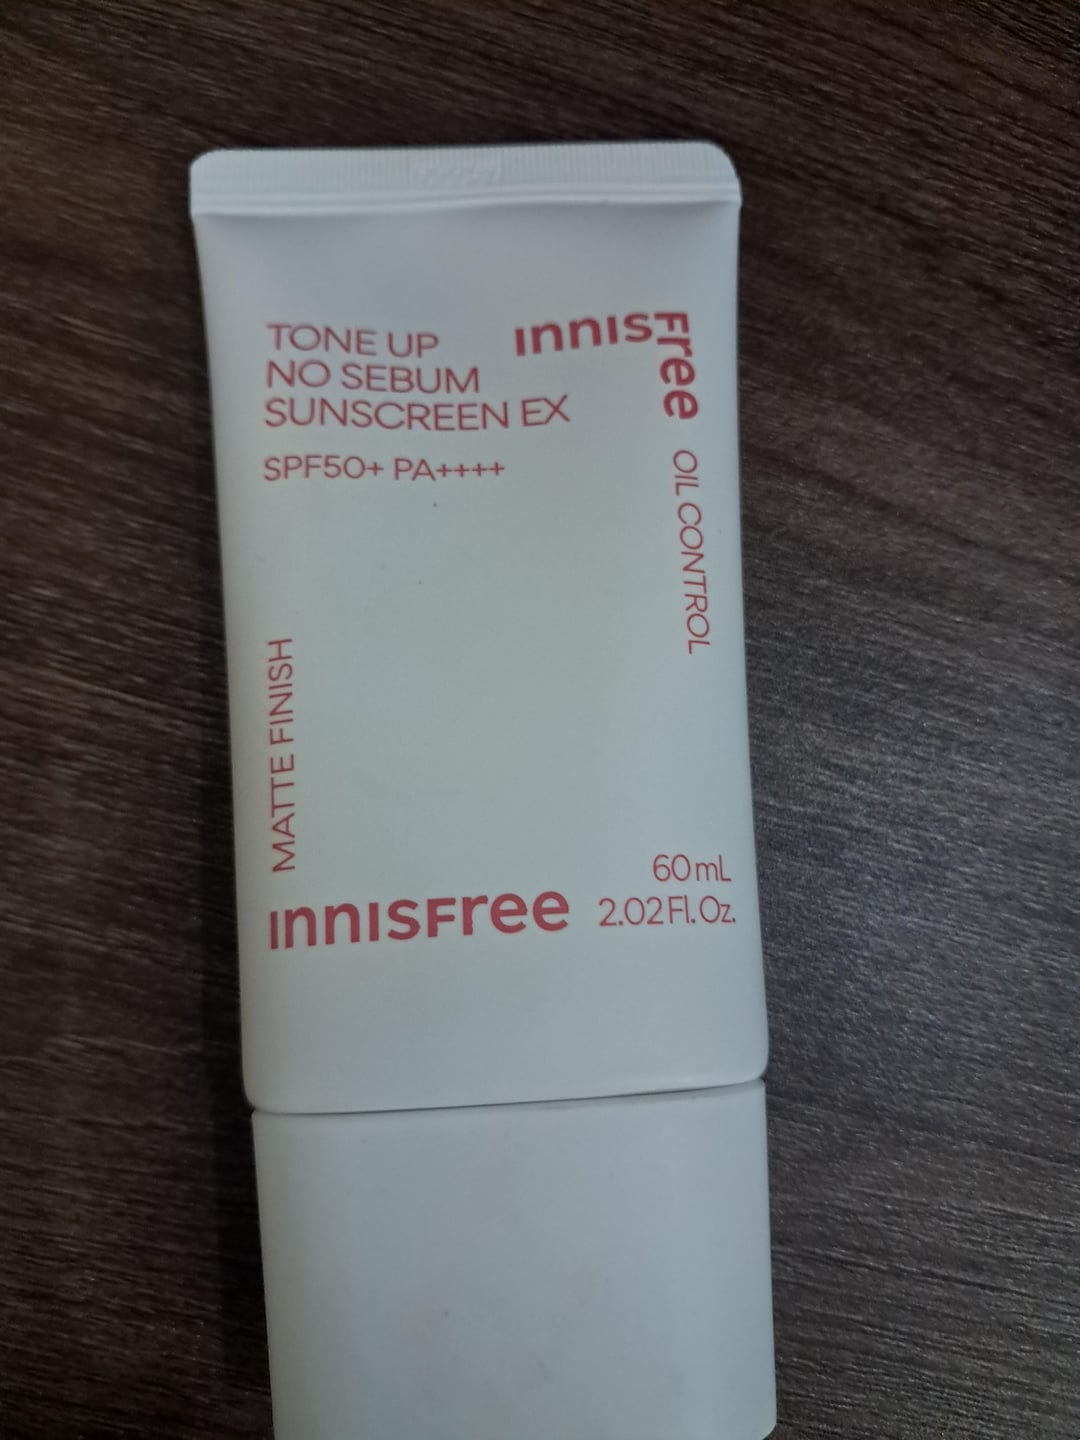 TONE UP
NO SEBUM
SUNSCREEN EX
SPF50+ PA++++
innisfree
OIL CONTROL
MATTE FINISH
innisfree
60mL
2.02Fl. Oz.